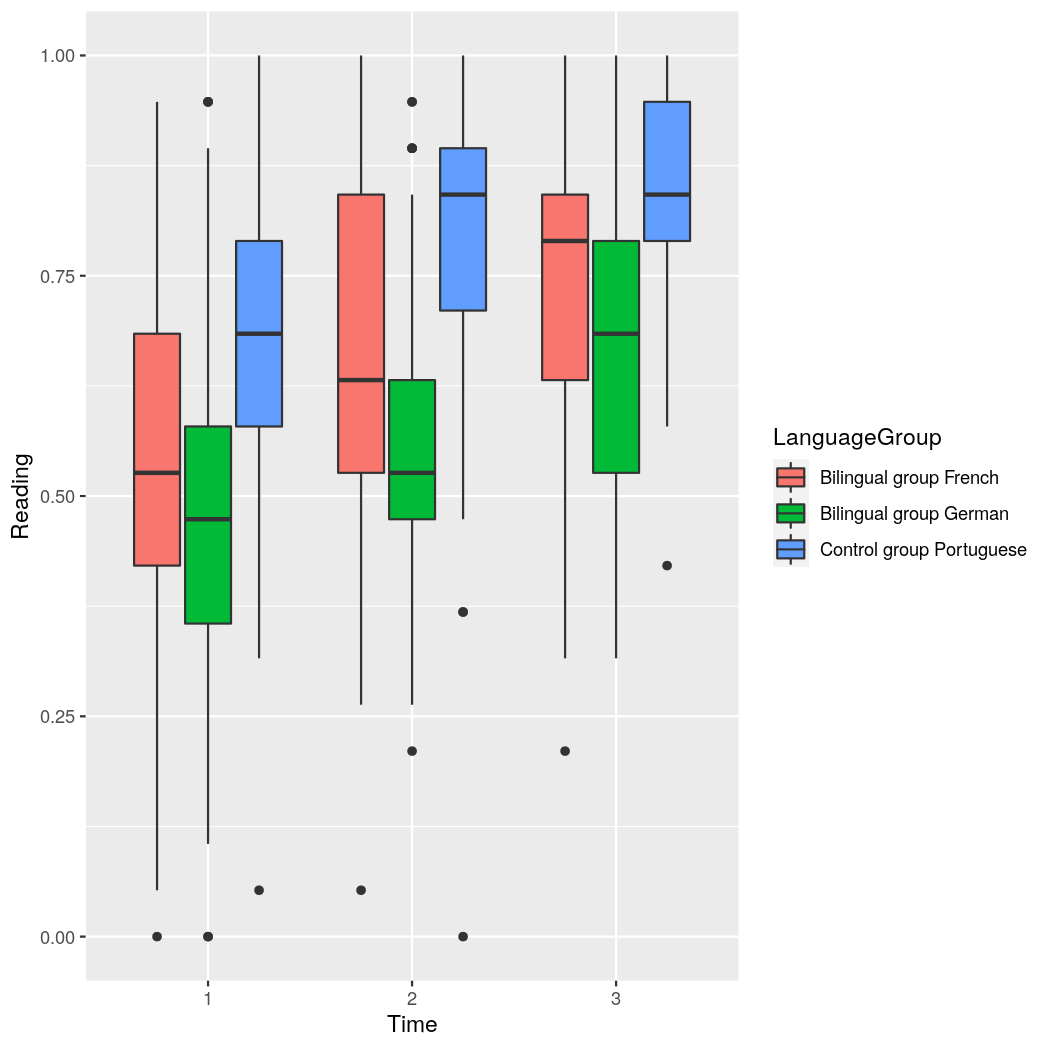 1.00
0.75
0.50
0.25
0.00
Reading
1 2 3
Time
LanguageGroup
Bilingual group French
Bilingual group German
Control group Portuguese